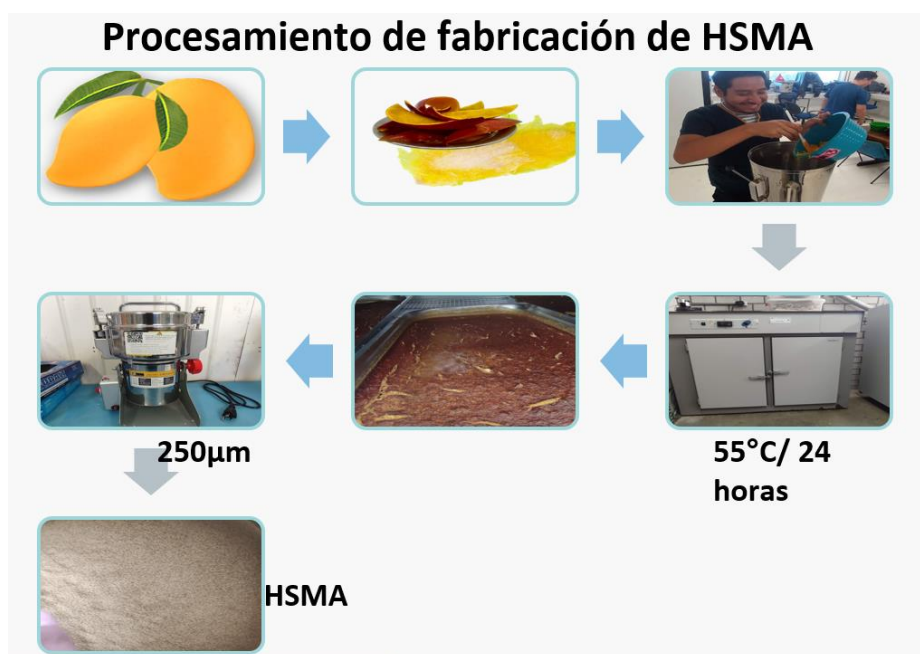 Procesamiento de fabricación de HSMA
250µm
55°C/ 24
horas
HSMA